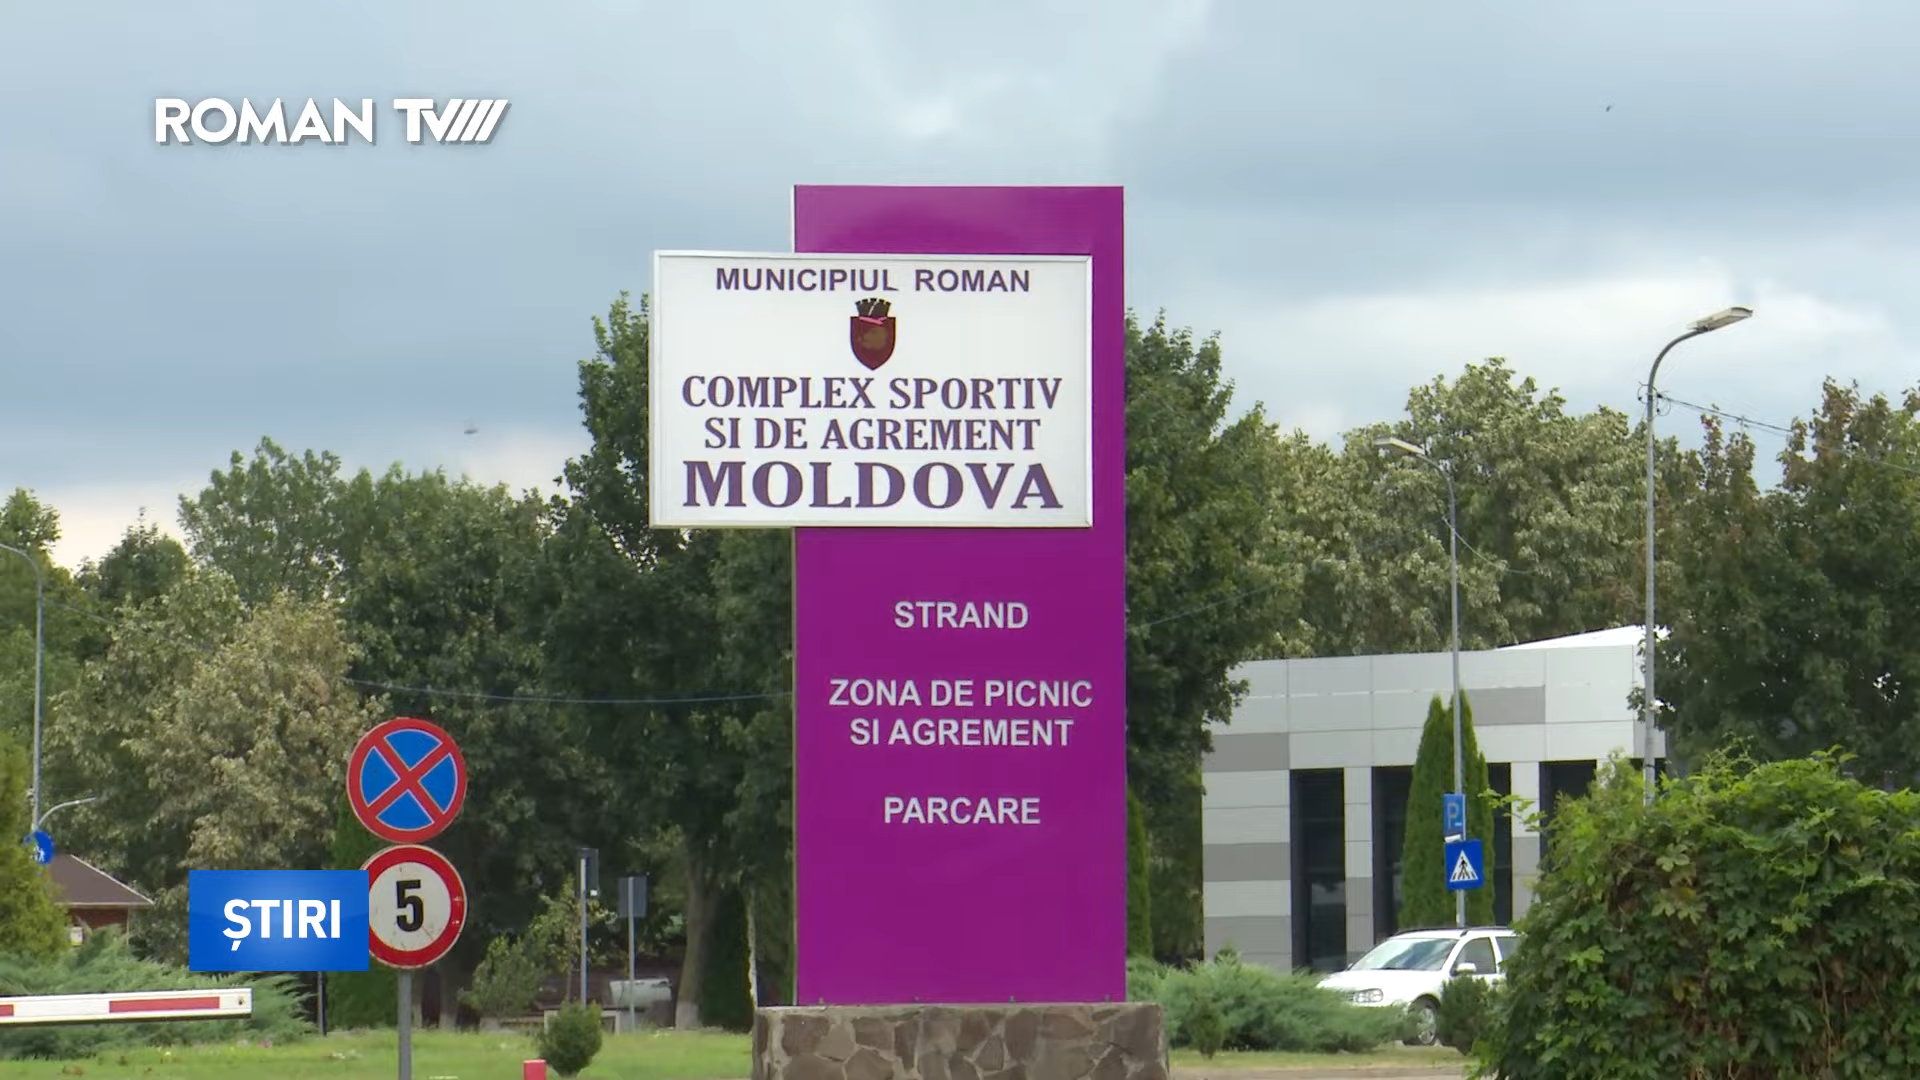 ROMAN TV
MUNICIPIUL ROMAN
COMPLEX SPORTIV
SI DE AGREMENT
MOLDOVA
STRAND
ZONA DE PICNIC
SI AGREMENT
PARCARE
P
5
ȘTIRI